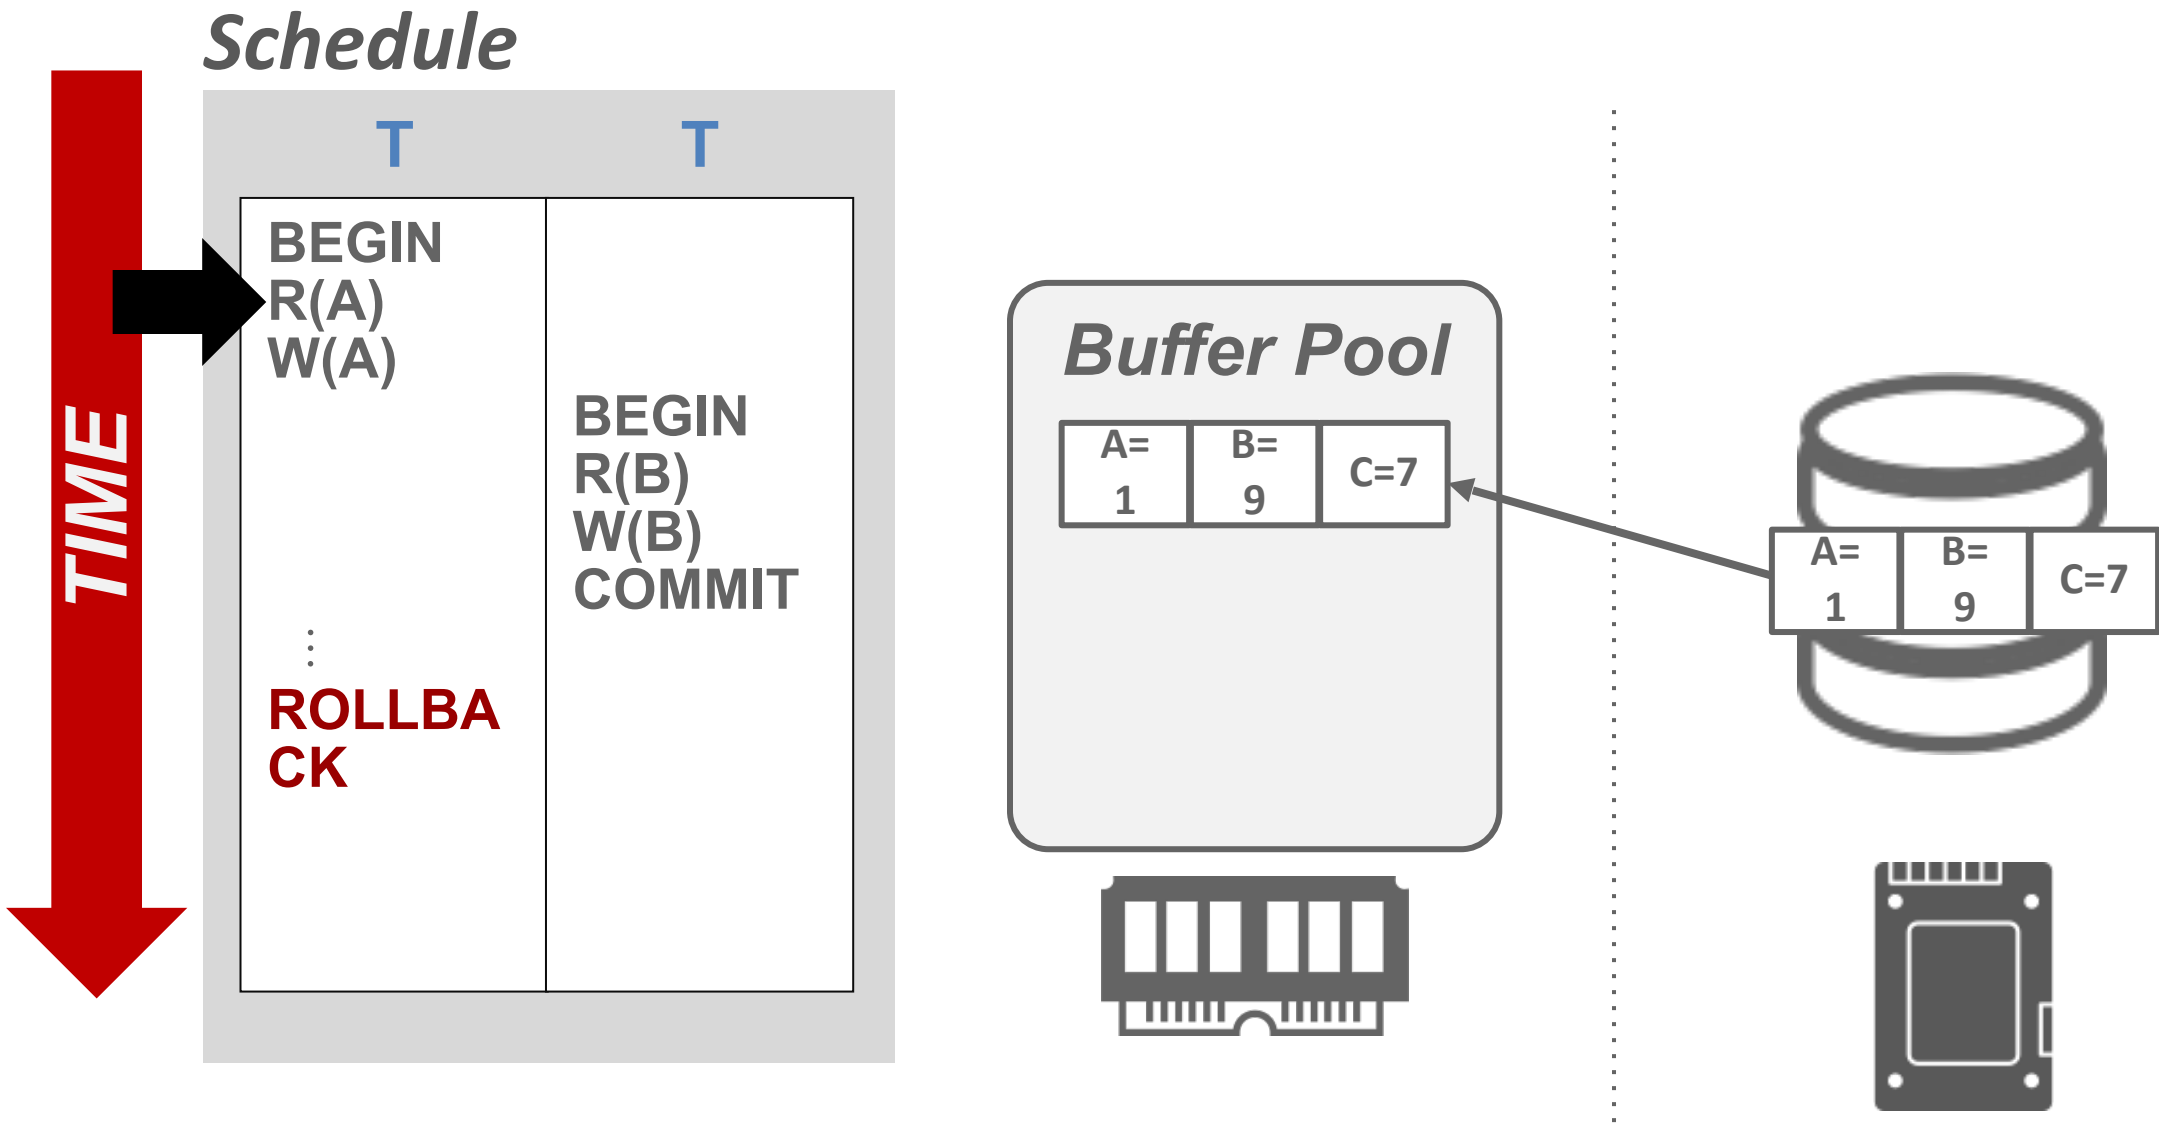 Schedule
T T
BEGIN
R(A)
W(A)
⋮
ROLLBA
CK
BEGIN
R(B)
W(B)
COMMIT
TIME
Buffer Pool
A=
1
B=
9
C=7
A=
1
B=
9
C=7